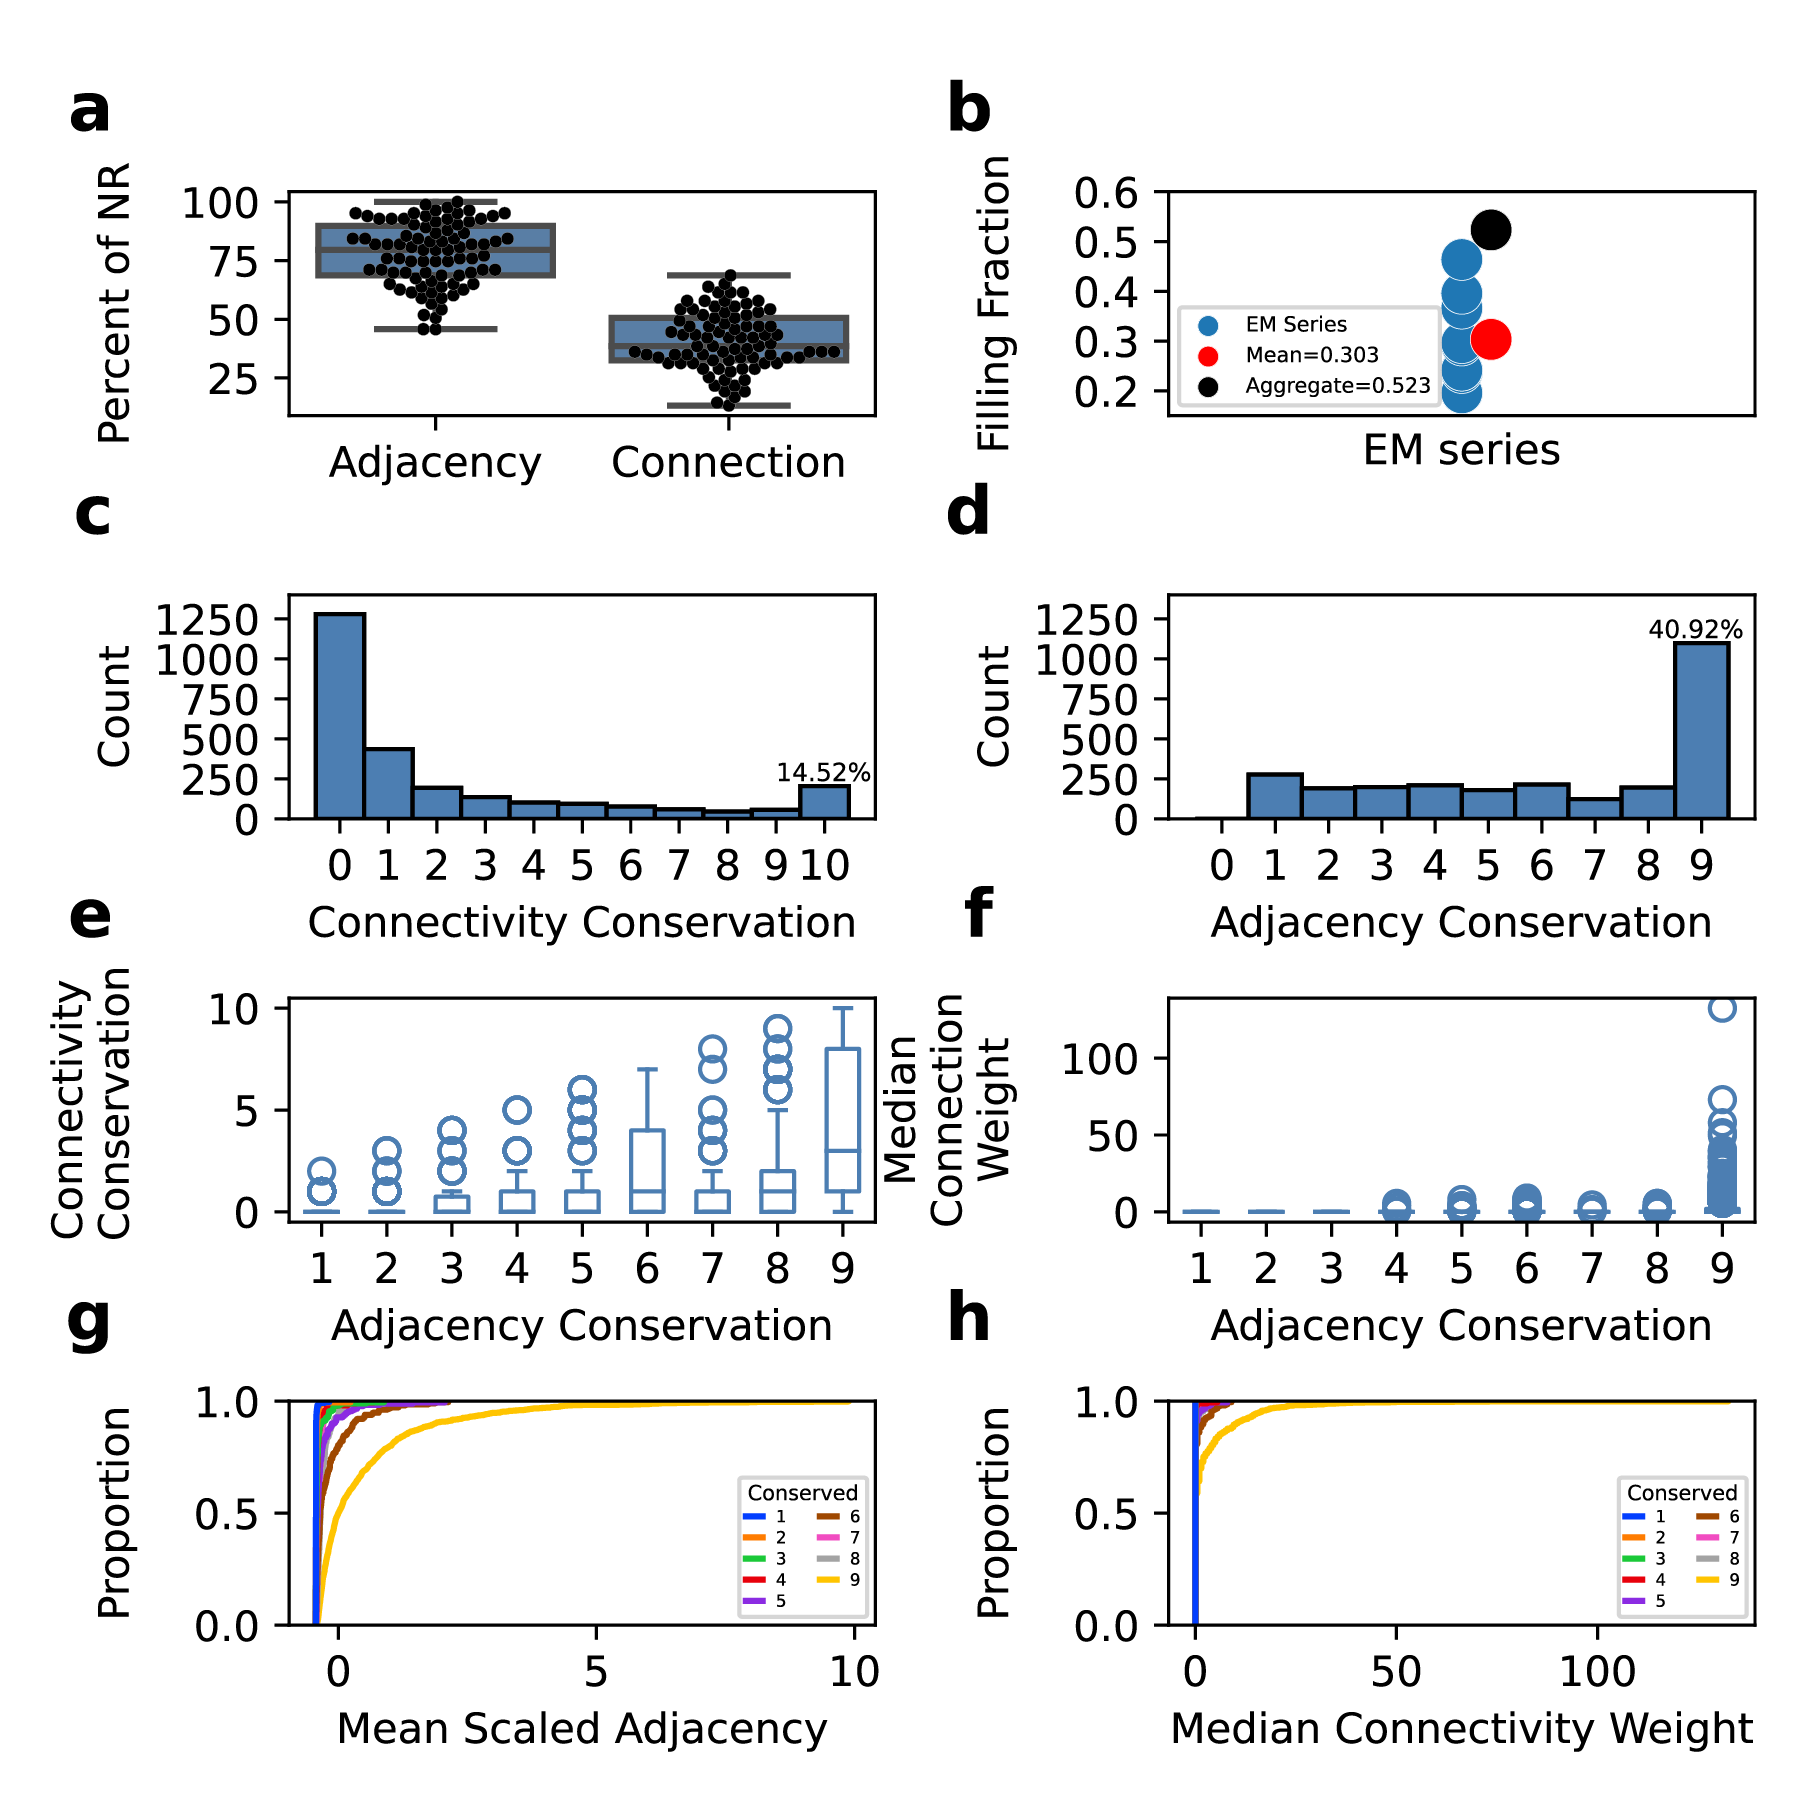 a
Percent of NR
100
75
50
25
Adjacency
Connection
b
Filling Fraction
0.6
0.5
0.4
0.3
0.2
EM Series
Mean=0.303
Aggregate=0.523
EM series
c
Count
1250
1000
750
500
250
0
14.52%
0 1 2 3 4 5 6 7 8 9 10
Connectivity Conservation
d
Count
1250
1000
750
500
250
0
40.92%
0 1 2 3 4 5 6 7 8 9
Adjacency Conservation
e
Connectivity
Conservation
10
5
0
1 2 3 4 5 6 7 8 9
Adjacency Conservation
f
Median
Connection
Weight
100
50
0
1 2 3 4 5 6 7 8 9
Adjacency Conservation
g
Proportion
1.0
0.5
0.0
Conserved
1
2
3
4
5
6
7
8
9
0 5 10
Mean Scaled Adjacency
h
Proportion
1.0
0.5
0.0
Conserved
1
2
3
4
5
6
7
8
9
0 50 100
Median Connectivity Weight